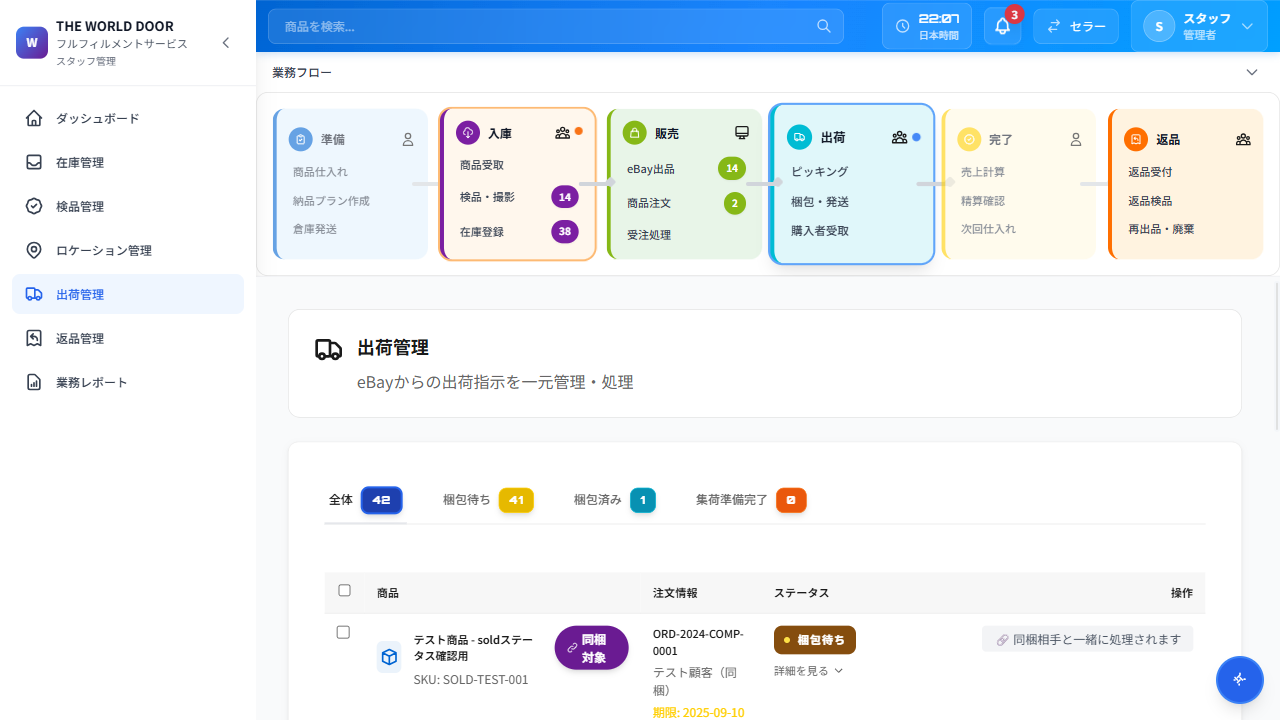 W
THE WORLD DOOR
フルフィルメントサービス
スタッフ管理
ダッシュボード
在庫管理
検品管理
ロケーション管理
出荷管理
返品管理
業務レポート
商品を検索...
22:07
日本時間
3
セラー
S
スタッフ
管理者
業務フロー
準備
商品仕入れ
納品プラン作成
倉庫発送
入庫
商品受取
検品・撮影 14
在庫登録 38
販売
eBay出品 14
商品注文 2
受注処理
出荷
ピッキング
梱包・発送
購入者受取
完了
売上計算
精算確認
次回仕入れ
返品
返品受付
返品検品
再出品・廃棄
出荷管理
eBayからの出荷指示を一元管理・処理
全体 42 梱包待ち 41 梱包済み 1 集荷準備完了 0
商品 注文情報 ステータス 操作
テスト商品 - soldステー
タス確認用
SKU: SOLD-TEST-001
同梱
対象
ORD-2024-COMP-
0001
テスト顧客（同
梱）
期限: 2025-09-10
梱包待ち
詳細を見る
同梱相手と一緒に処理されます